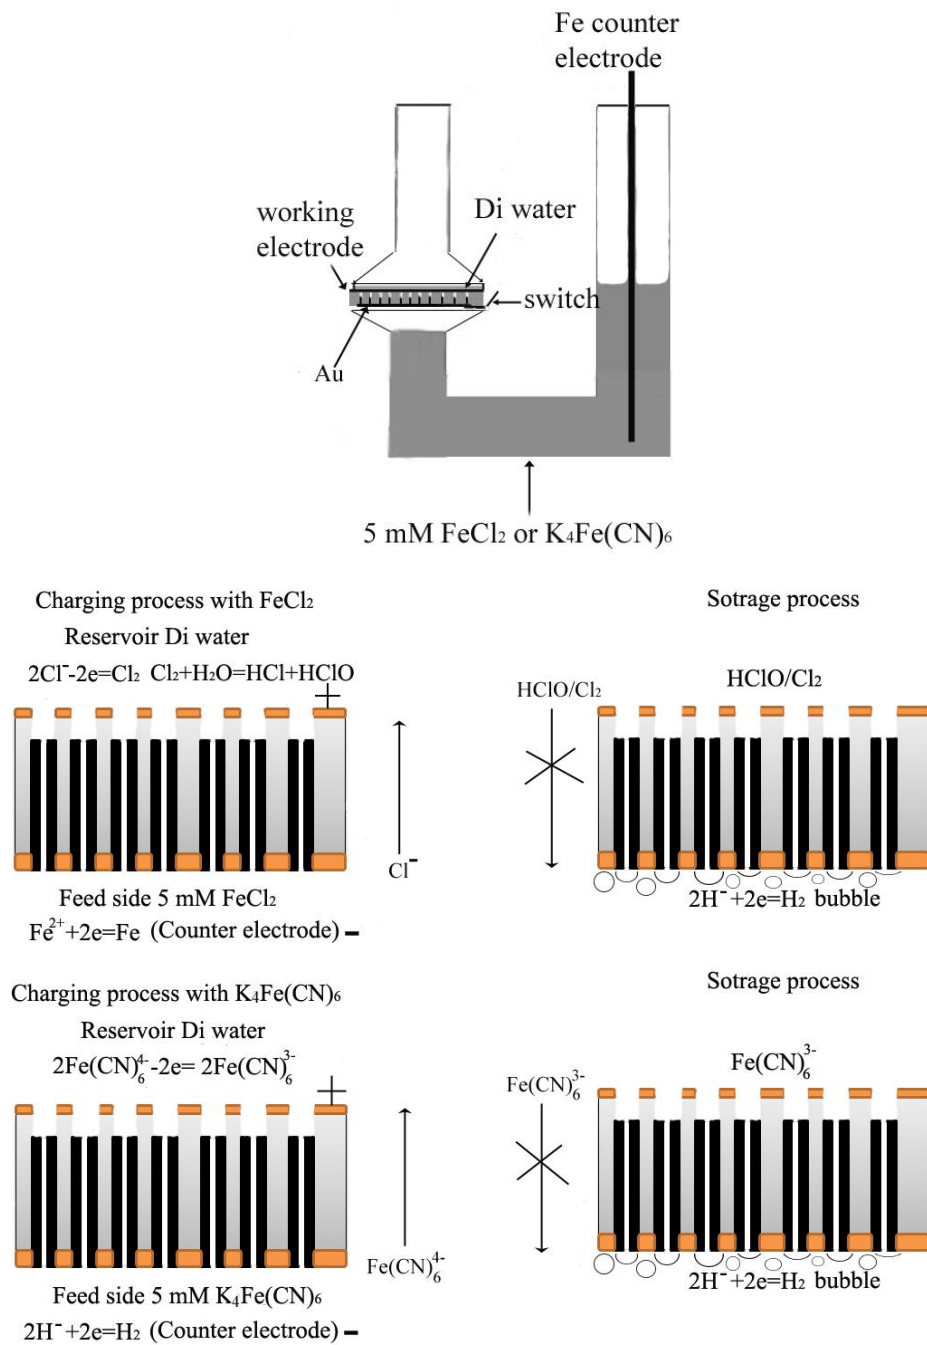 Fe counter
electrode
working
electrode
Di water
switch
Au
5 mM FeCl₂ or K₄Fe(CN)₆
Charging process with FeCl₂
Reservoir Di water
2Cl⁻-2e=Cl₂ Cl₂+H₂O=HCl+HClO
+
Cl⁻
Feed side 5 mM FeCl₂
Fe²⁺+2e=Fe (Counter electrode) −
Sotrage process
HClO/Cl₂
HClO/Cl₂
2H⁻+2e=H₂ bubble
Charging process with K₄Fe(CN)₆
Reservoir Di water
2Fe(CN)₆⁴⁻-2e= 2Fe(CN)₆³⁻
+
Fe(CN)₆⁴⁻
Feed side 5 mM K₄Fe(CN)₆
2H⁻+2e=H₂ (Counter electrode) −
Sotrage process
Fe(CN)₆³⁻
Fe(CN)₆³⁻
2H⁻+2e=H₂ bubble